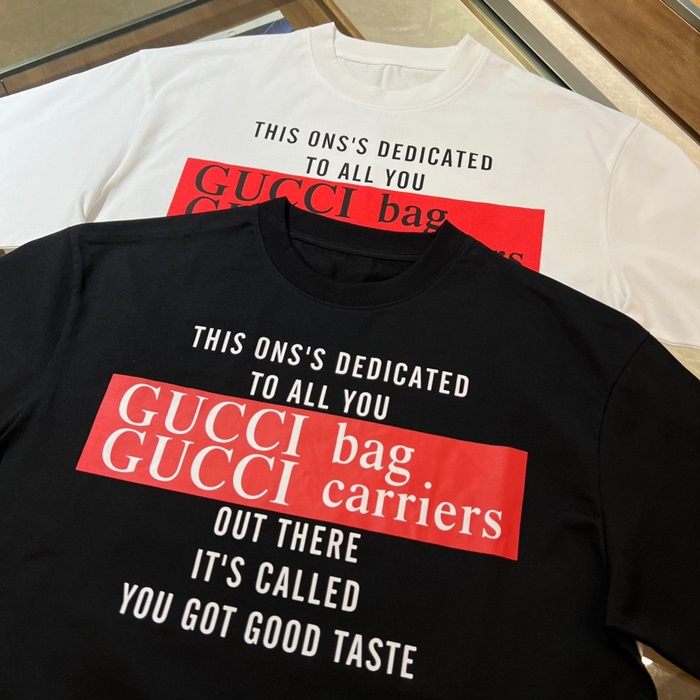 THIS ONS'S DEDICATED
TO ALL YOU
GUCCI bag
THIS ONS'S DEDICATED
TO ALL YOU
GUCCI bag
GUCCI carriers
OUT THERE
IT'S CALLED
YOU GOT GOOD TASTE